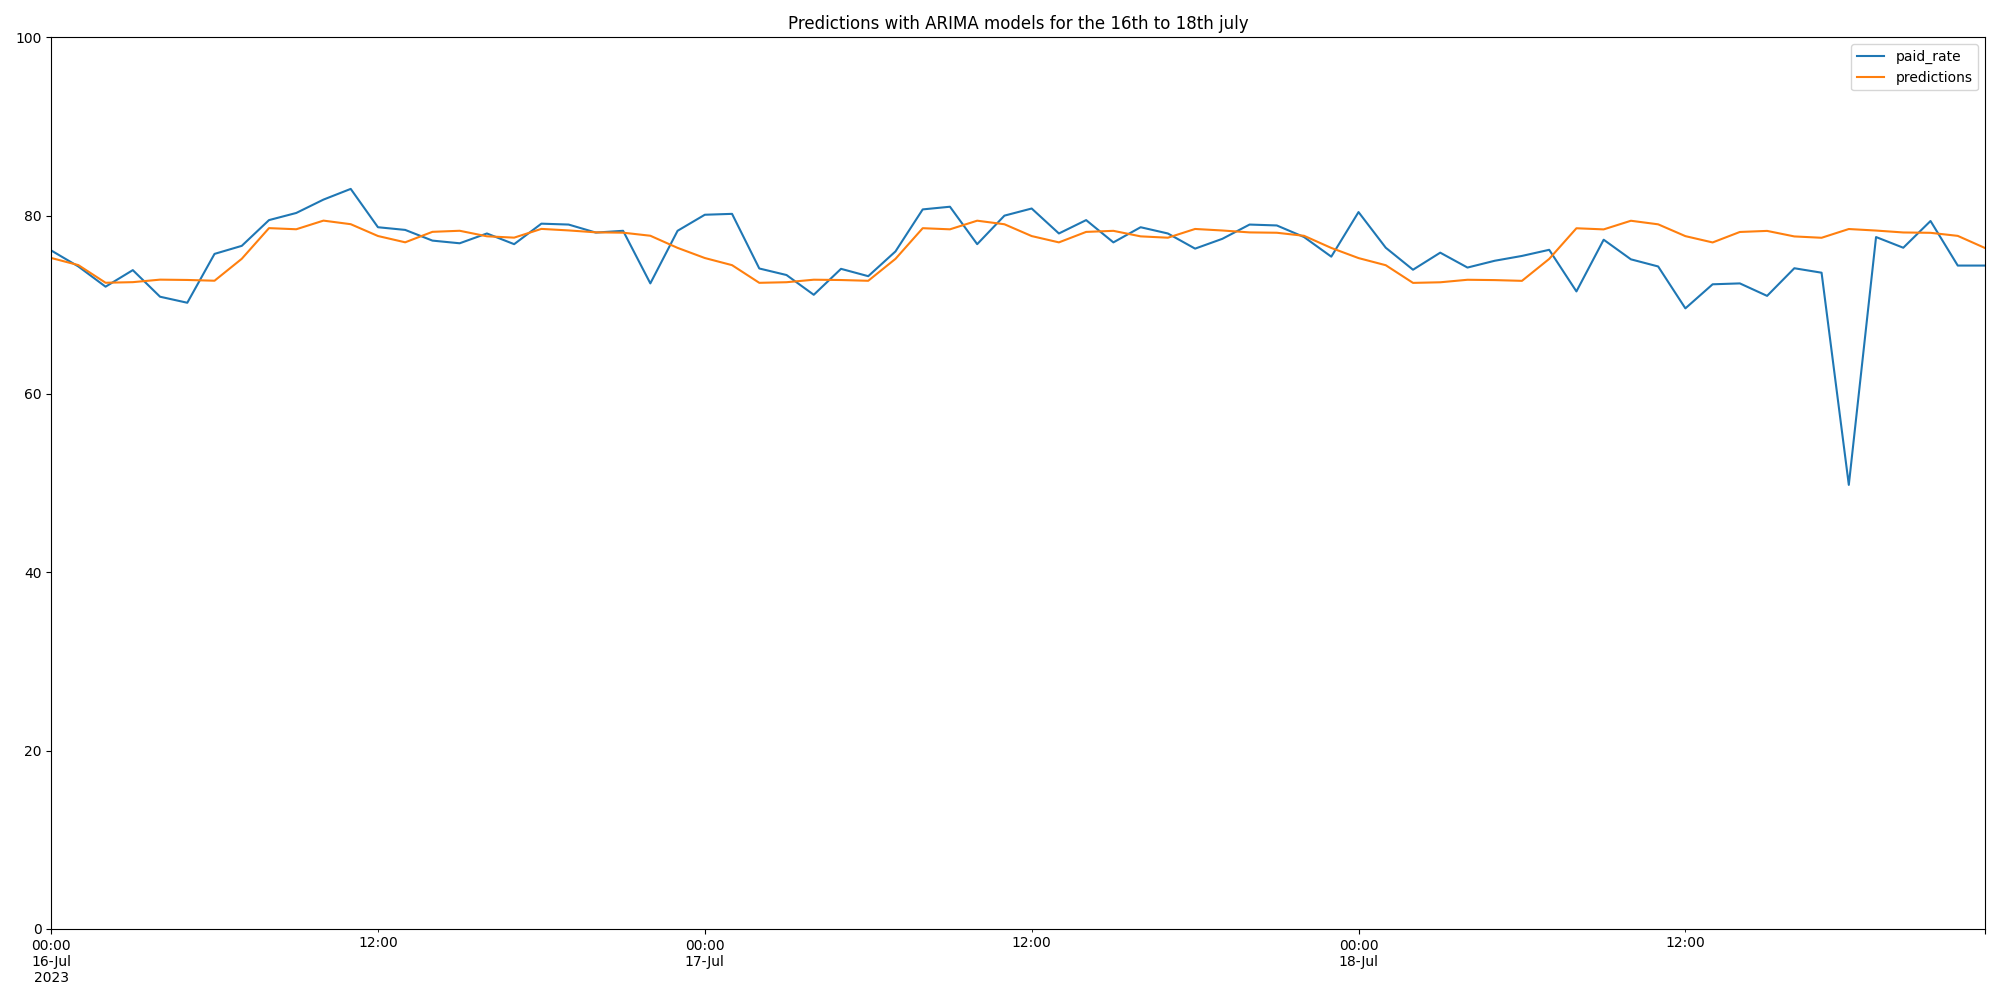 Predictions with ARIMA models for the 16th to 18th july
paid_rate
predictions
100
80
60
40
20
0
00:00
16-Jul
2023
12:00
00:00
17-Jul
12:00
00:00
18-Jul
12:00